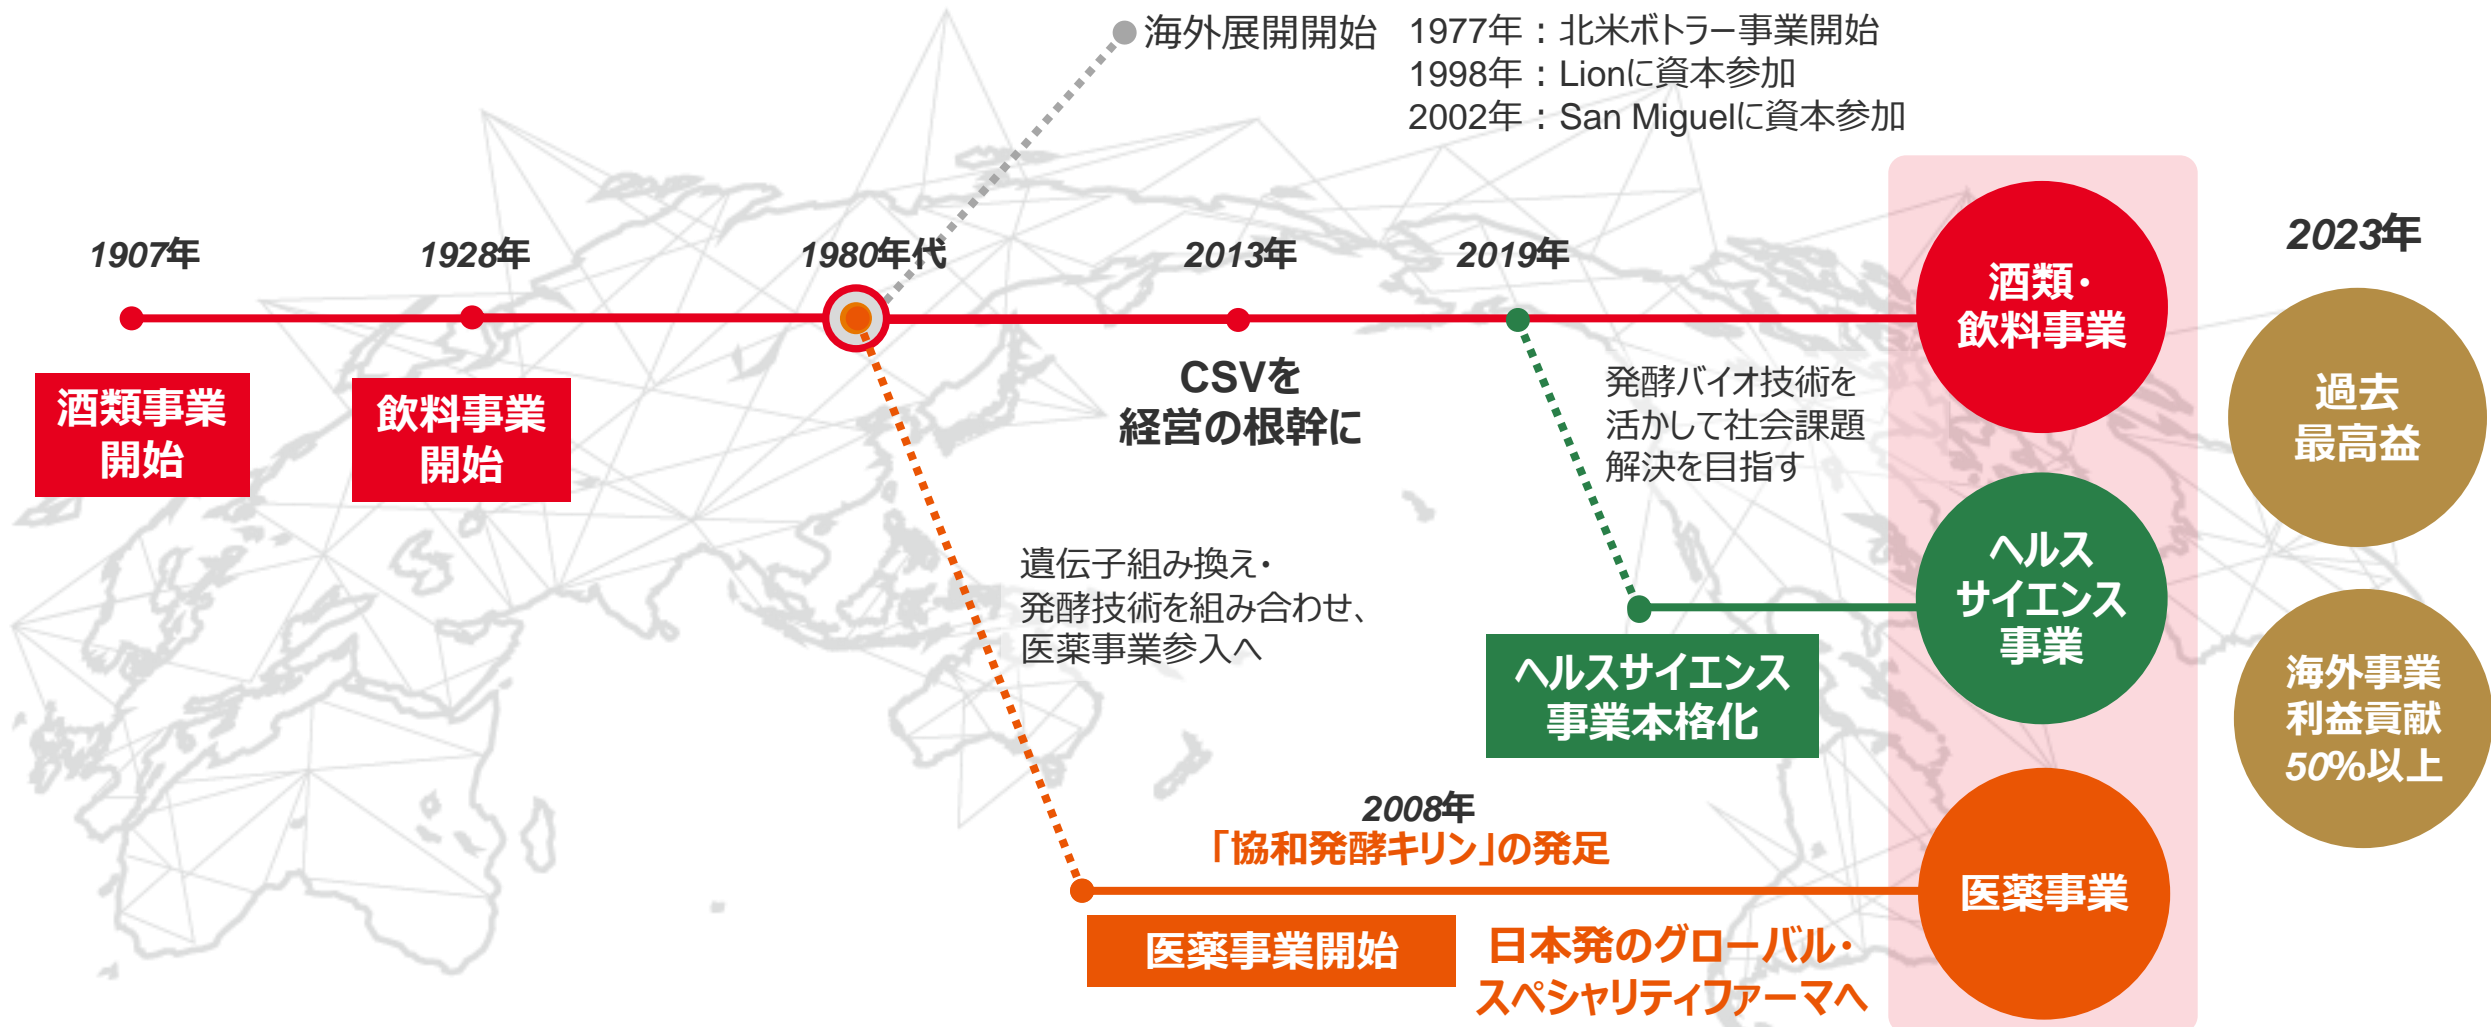 海外展開開始
1977年：北米ボトラー事業開始
1998年：Lionに資本参加
2002年：San Miguelに資本参加
1907年
1928年
1980年代
2013年
2019年
2023年
酒類事業
開始
飲料事業
開始
CSVを
経営の根幹に
発酵バイオ技術を
活かして社会課題
解決を目指す
遺伝子組み換え・
発酵技術を組み合わせ、
医薬事業参入へ
ヘルスサイエンス
事業本格化
2008年
「協和発酵キリン」の発足
医薬事業開始
日本発のグローバル・
スペシャリティファーマへ
酒類・
飲料事業
ヘルス
サイエンス
事業
医薬事業
過去
最高益
海外事業
利益貢献
50%以上